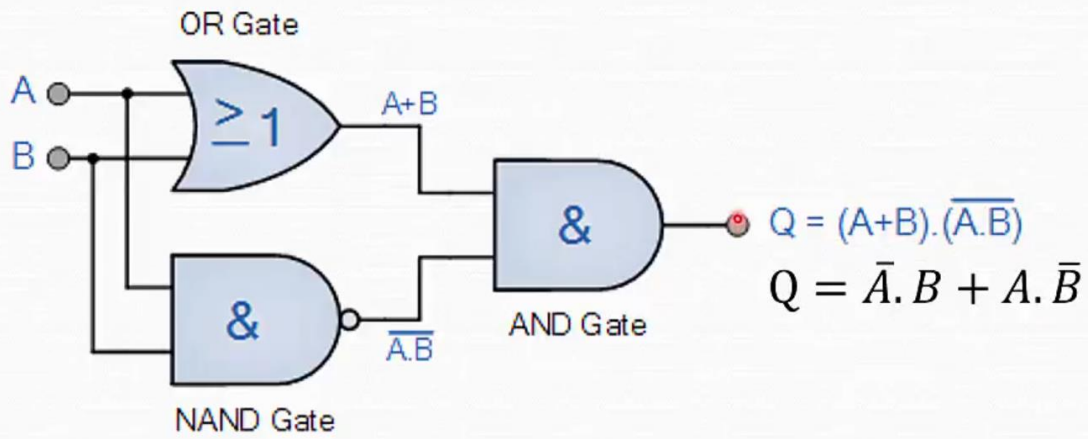 OR Gate
A
≥1
A+B
B
&
Q = (A+B).(A̅.̅B̅)
Q = Ā.B + A.B̄
&
AND Gate
A̅.̅B̅
NAND Gate